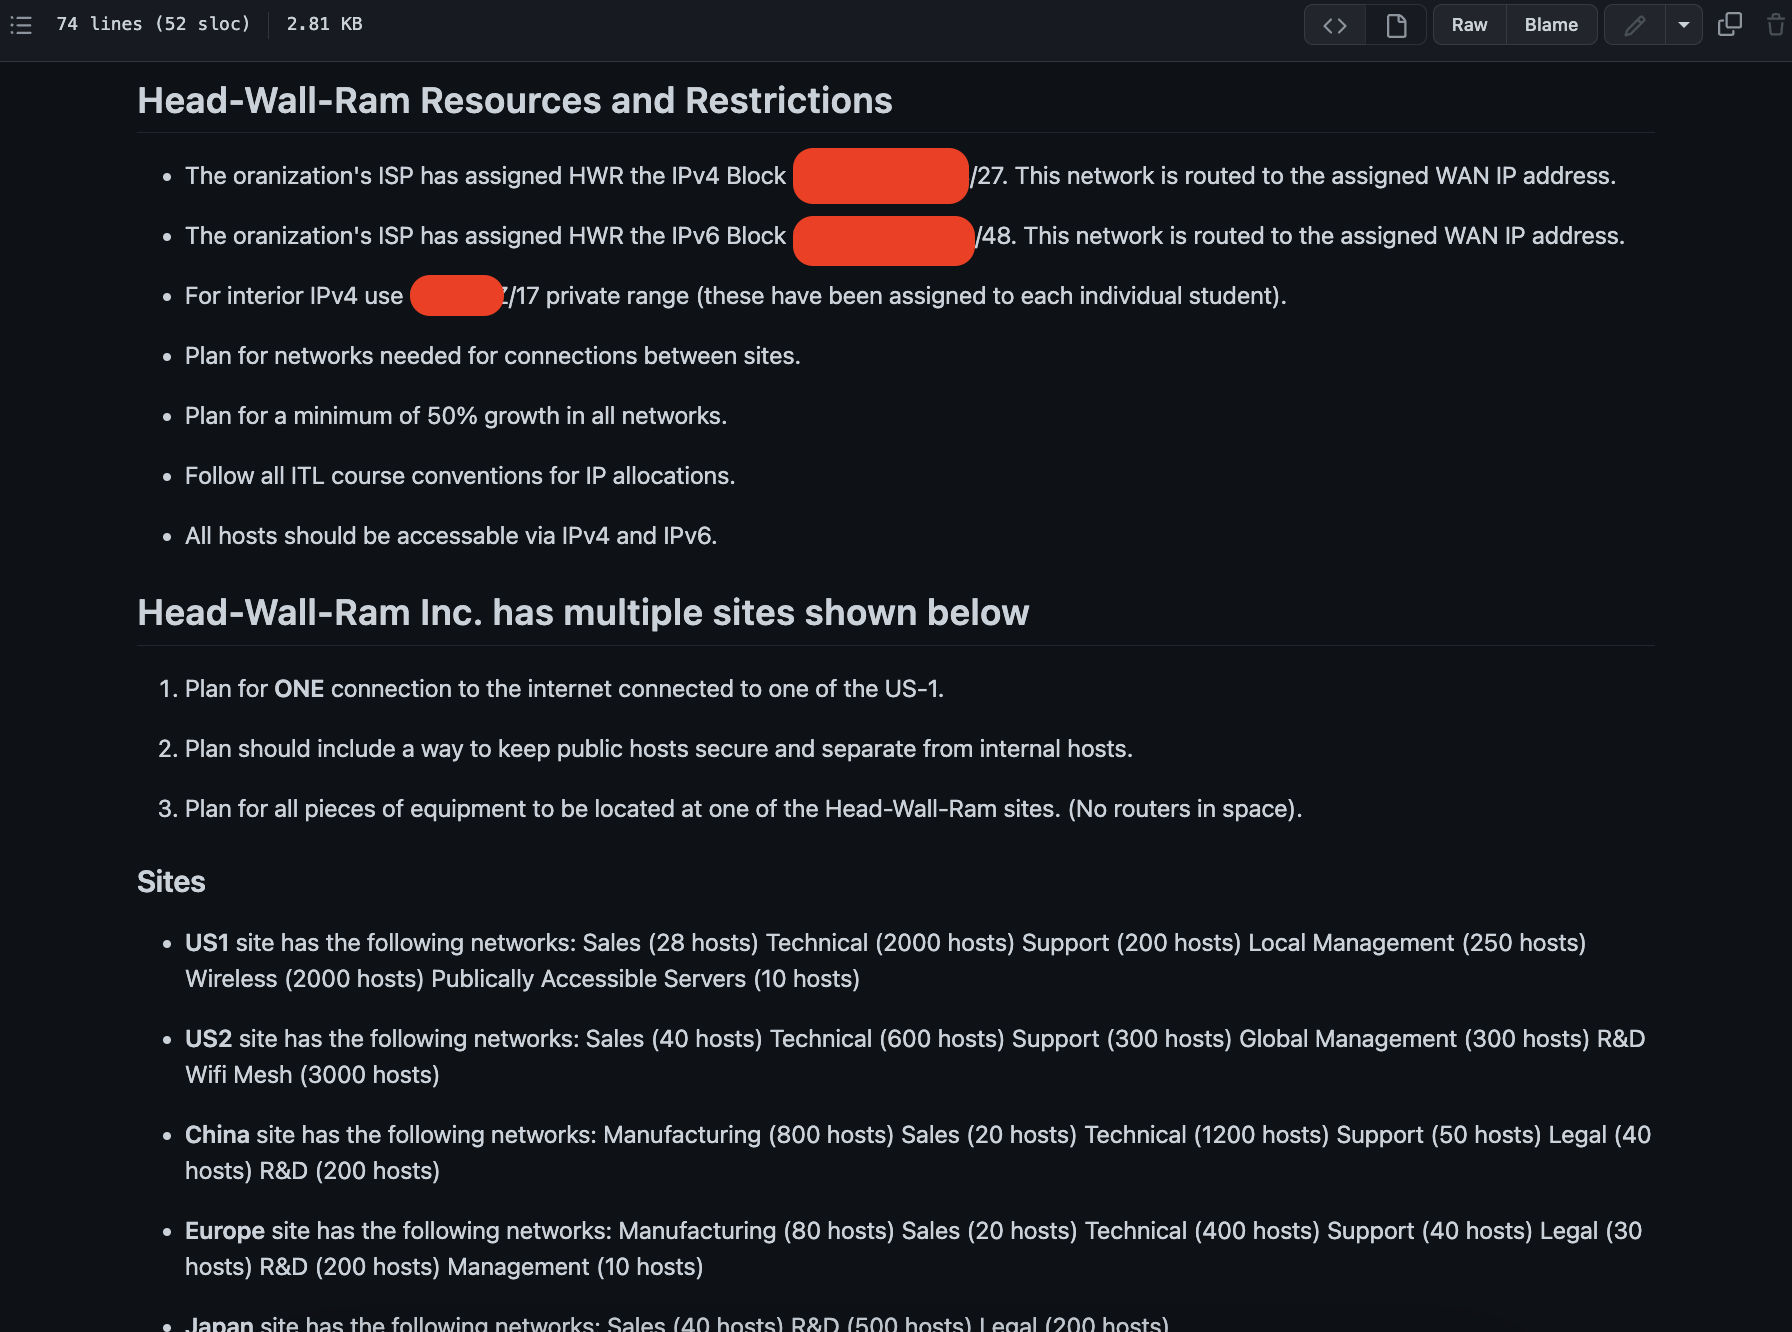 74 lines (52 sloc) 2.81 KB
Raw Blame
Head-Wall-Ram Resources and Restrictions
• The oranization's ISP has assigned HWR the IPv4 Block /27. This network is routed to the assigned WAN IP address.
• The oranization's ISP has assigned HWR the IPv6 Block /48. This network is routed to the assigned WAN IP address.
• For interior IPv4 use /17 private range (these have been assigned to each individual student).
• Plan for networks needed for connections between sites.
• Plan for a minimum of 50% growth in all networks.
• Follow all ITL course conventions for IP allocations.
• All hosts should be accessable via IPv4 and IPv6.
Head-Wall-Ram Inc. has multiple sites shown below
1. Plan for ONE connection to the internet connected to one of the US-1.
2. Plan should include a way to keep public hosts secure and separate from internal hosts.
3. Plan for all pieces of equipment to be located at one of the Head-Wall-Ram sites. (No routers in space).
Sites
• US1 site has the following networks: Sales (28 hosts) Technical (2000 hosts) Support (200 hosts) Local Management (250 hosts)
Wireless (2000 hosts) Publically Accessible Servers (10 hosts)
• US2 site has the following networks: Sales (40 hosts) Technical (600 hosts) Support (300 hosts) Global Management (300 hosts) R&D
Wifi Mesh (3000 hosts)
• China site has the following networks: Manufacturing (800 hosts) Sales (20 hosts) Technical (1200 hosts) Support (50 hosts) Legal (40
hosts) R&D (200 hosts)
• Europe site has the following networks: Manufacturing (80 hosts) Sales (20 hosts) Technical (400 hosts) Support (40 hosts) Legal (30
hosts) R&D (200 hosts) Management (10 hosts)
• Japan site has the following networks: Sales (40 hosts) R&D (500 hosts) Legal (200 hosts)